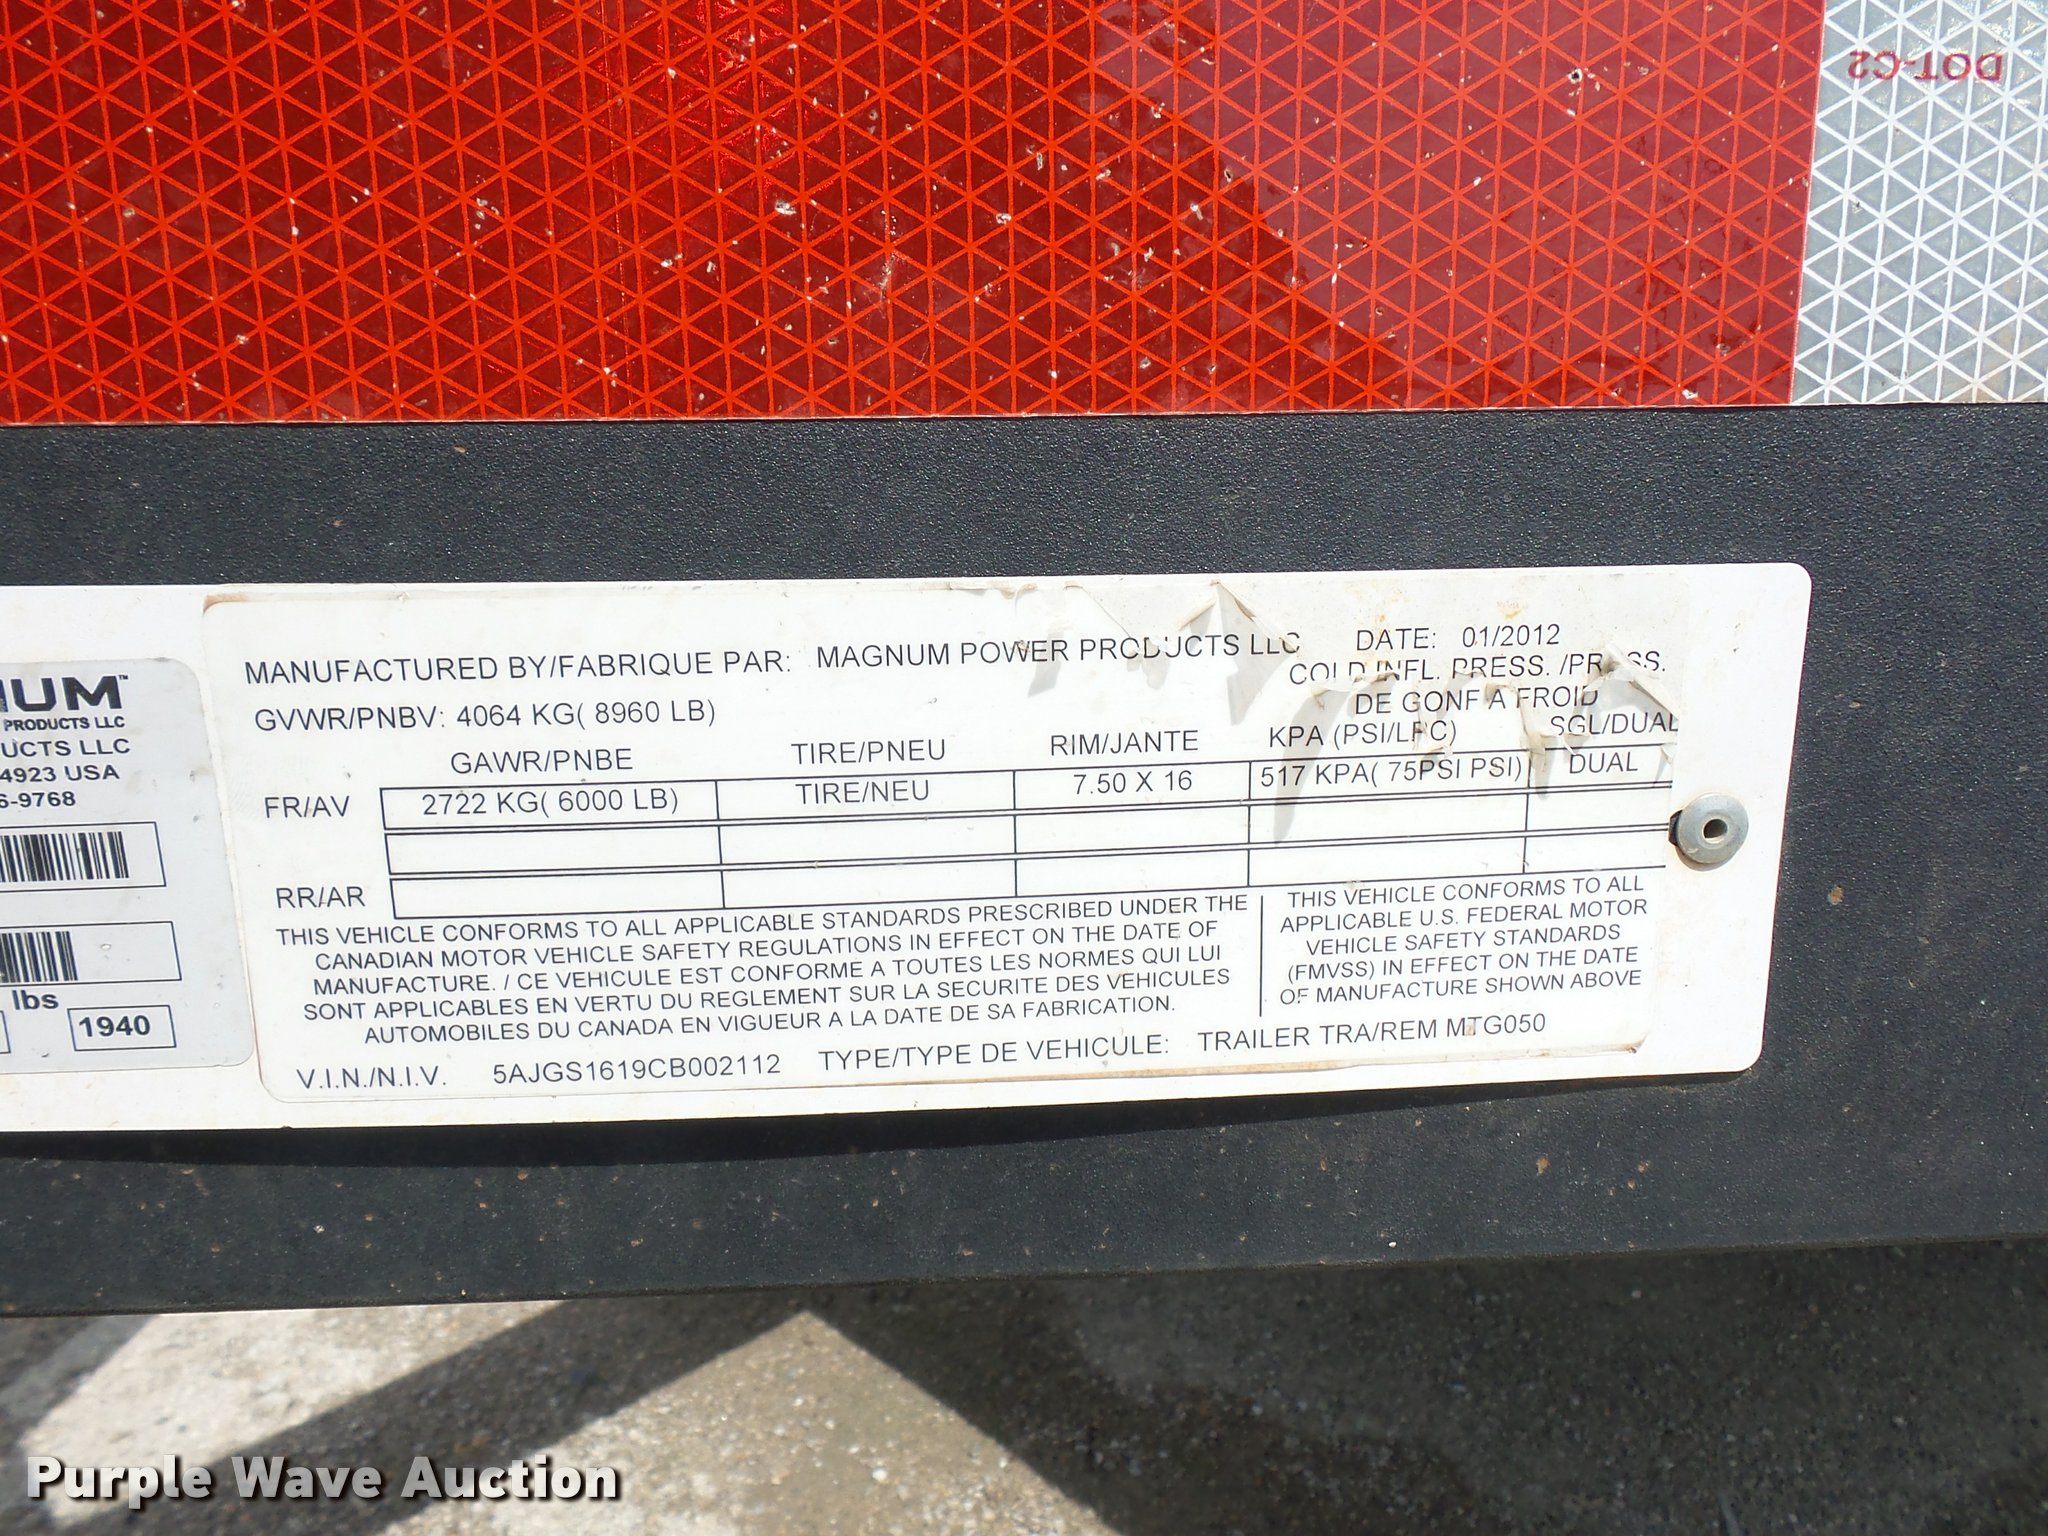 DOT-C2
MANUFACTURED BY/FABRIQUE PAR: MAGNUM POWER PRODUCTS LLC DATE: 01/2012
COLD INFL. PRESS. /PRESS.
DE GONF A FROID
GVWR/PNBV: 4064 KG( 8960 LB)
KPA (PSI/LPC) SGL/DUAL
GAWR/PNBE TIRE/PNEU RIM/JANTE
FR/AV 2722 KG( 6000 LB) TIRE/NEU 7.50 X 16 517 KPA( 75PSI PSI) DUAL
RR/AR
THIS VEHICLE CONFORMS TO ALL APPLICABLE STANDARDS PRESCRIBED UNDER THE
CANADIAN MOTOR VEHICLE SAFETY REGULATIONS IN EFFECT ON THE DATE OF
MANUFACTURE. / CE VEHICULE EST CONFORME A TOUTES LES NORMES QUI LUI
SONT APPLICABLES EN VERTU DU REGLEMENT SUR LA SECURITE DES VEHICULES
AUTOMOBILES DU CANADA EN VIGUEUR A LA DATE DE SA FABRICATION.
THIS VEHICLE CONFORMS TO ALL
APPLICABLE U.S. FEDERAL MOTOR
VEHICLE SAFETY STANDARDS
(FMVSS) IN EFFECT ON THE DATE
OF MANUFACTURE SHOWN ABOVE
V.I.N./N.I.V. 5AJGS1619CB002112 TYPE/TYPE DE VEHICULE: TRAILER TRA/REM MTG050
PRODUCTS LLC
LLC
4923 USA
6-9768
lbs
1940
Purple Wave Auction